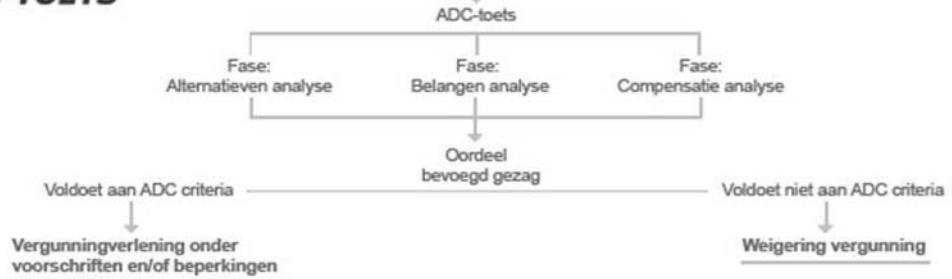 ADC-toets
Fase:
Alternatieven analyse
Fase:
Belangen analyse
Fase:
Compensatie analyse
Oordeel
bevoegd gezag
Voldoet aan ADC criteria
Voldoet niet aan ADC criteria
Vergunningverlening onder
voorschriften en/of beperkingen
Weigering vergunning